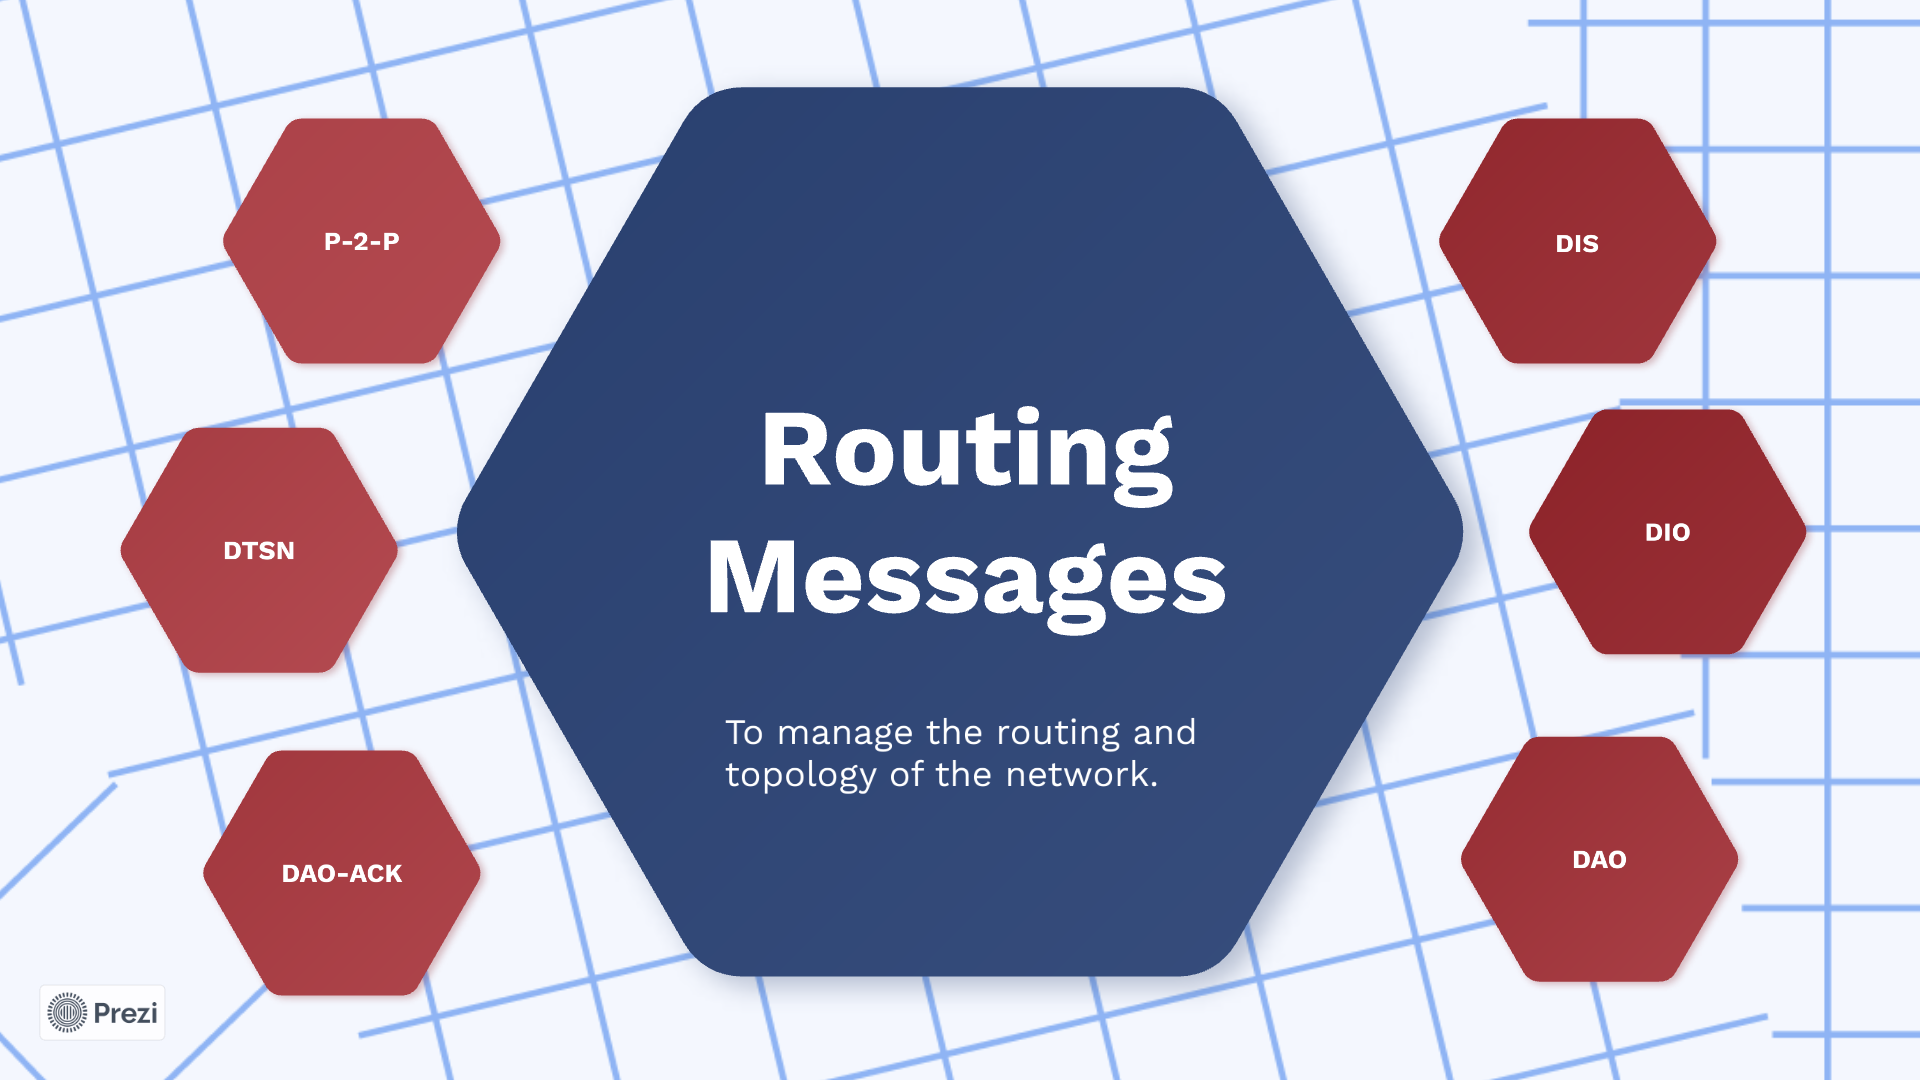 Routing
Messages
To manage the routing and
topology of the network.
DIS
DIO
DAO
DAO-ACK
DTSN
P-2-P
Prezi